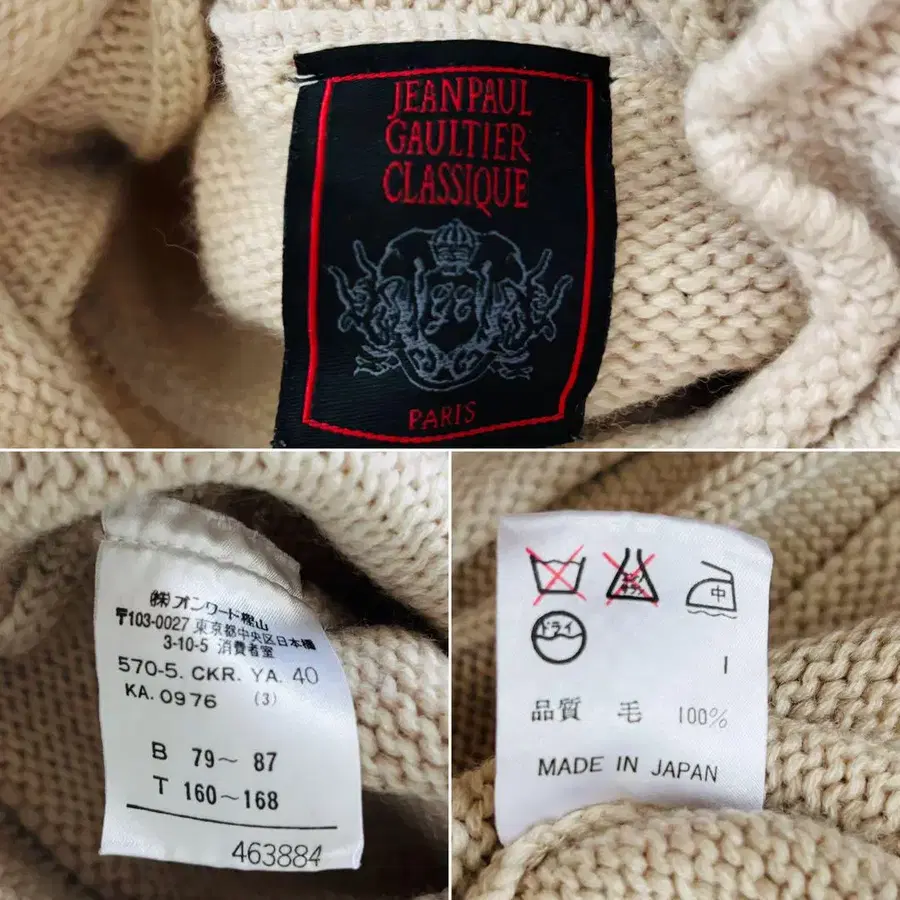 JEAN PAUL
GAULTIER
CLASSIQUE
PARIS
㈱オンワード樫山
〒103-0027 東京都中央区日本橋
3-10-5 消費者室
570-5. CKR. YA. 40
KA. 0976 (3)
B 79～ 87
T 160～168
463884
中
ドライ
1
品質 毛 100%
MADE IN JAPAN